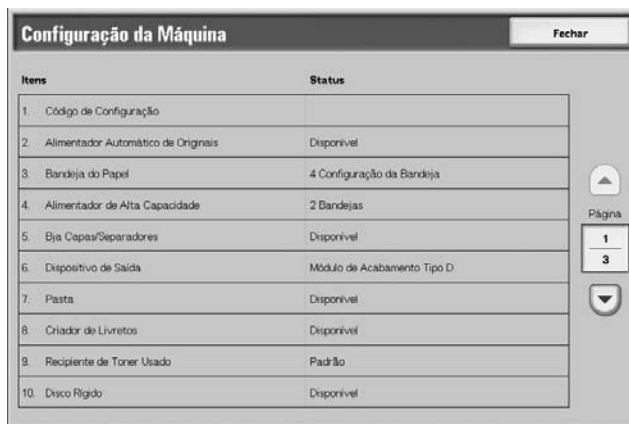 Configuração da Máquina
Fechar
Itens Status
1. Código de Configuração
2. Alimentador Automático de Originais Disponível
3. Bandeja do Papel 4 Configuração da Bandeja
4. Alimentador de Alta Capacidade 2 Bandejas
5. Bja Capas/Separadores Disponível
6. Dispositivo de Saída Módulo de Acabamento Tipo D
7. Pasta Disponível
8. Criador de Livretos Disponível
9. Recipiente de Toner Usado Padrão
10. Disco Rígido Disponível
Página
1
3